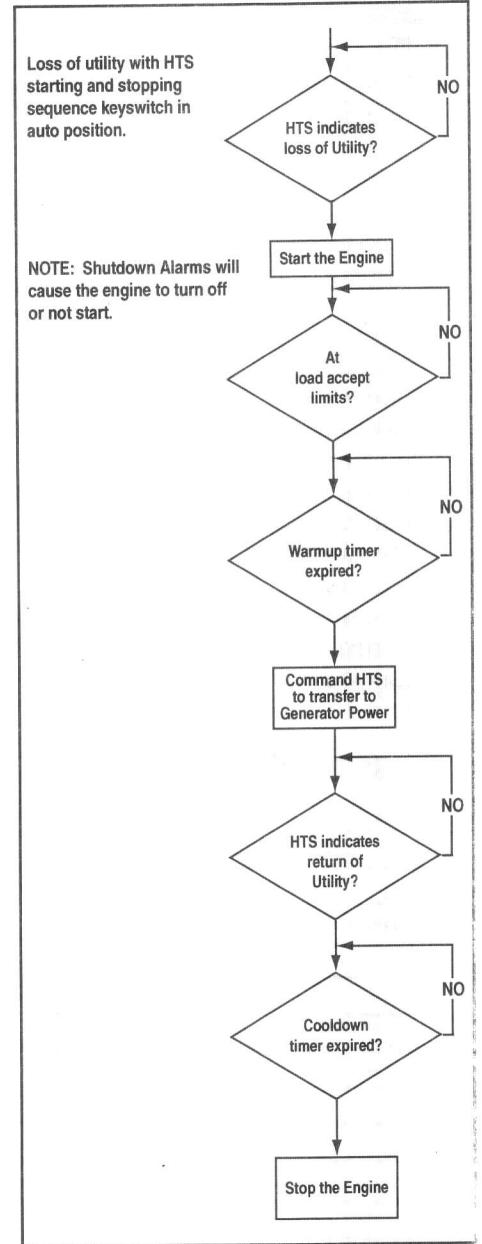 Loss of utility with HTS
starting and stopping
sequence keyswitch in
auto position.
NO
HTS indicates
loss of Utility?
Start the Engine
NOTE: Shutdown Alarms will
cause the engine to turn off
or not start.
NO
At
load accept
limits?
NO
Warmup timer
expired?
Command HTS
to transfer to
Generator Power
NO
HTS indicates
return of
Utility?
NO
Cooldown
timer expired?
Stop the Engine